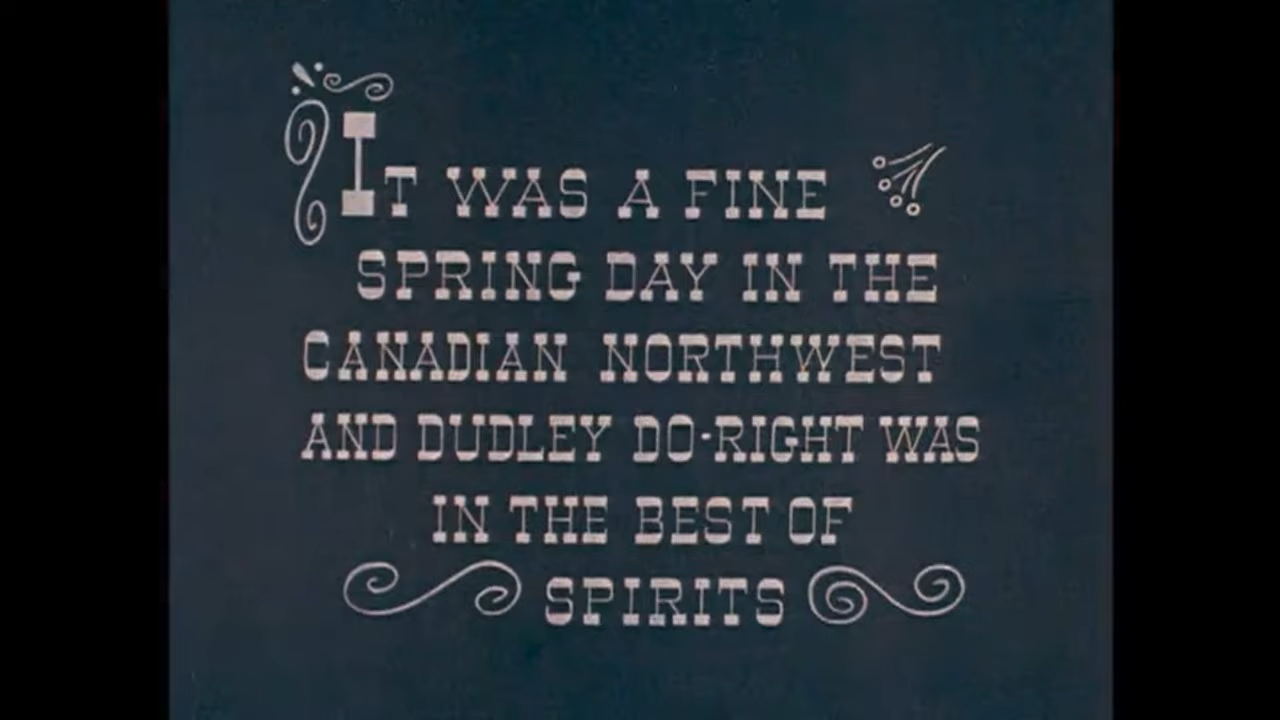 IT WAS A FINE
SPRING DAY IN THE
CANADIAN NORTHWEST
AND DUDLEY DO-RIGHT WAS
IN THE BEST OF
SPIRITS